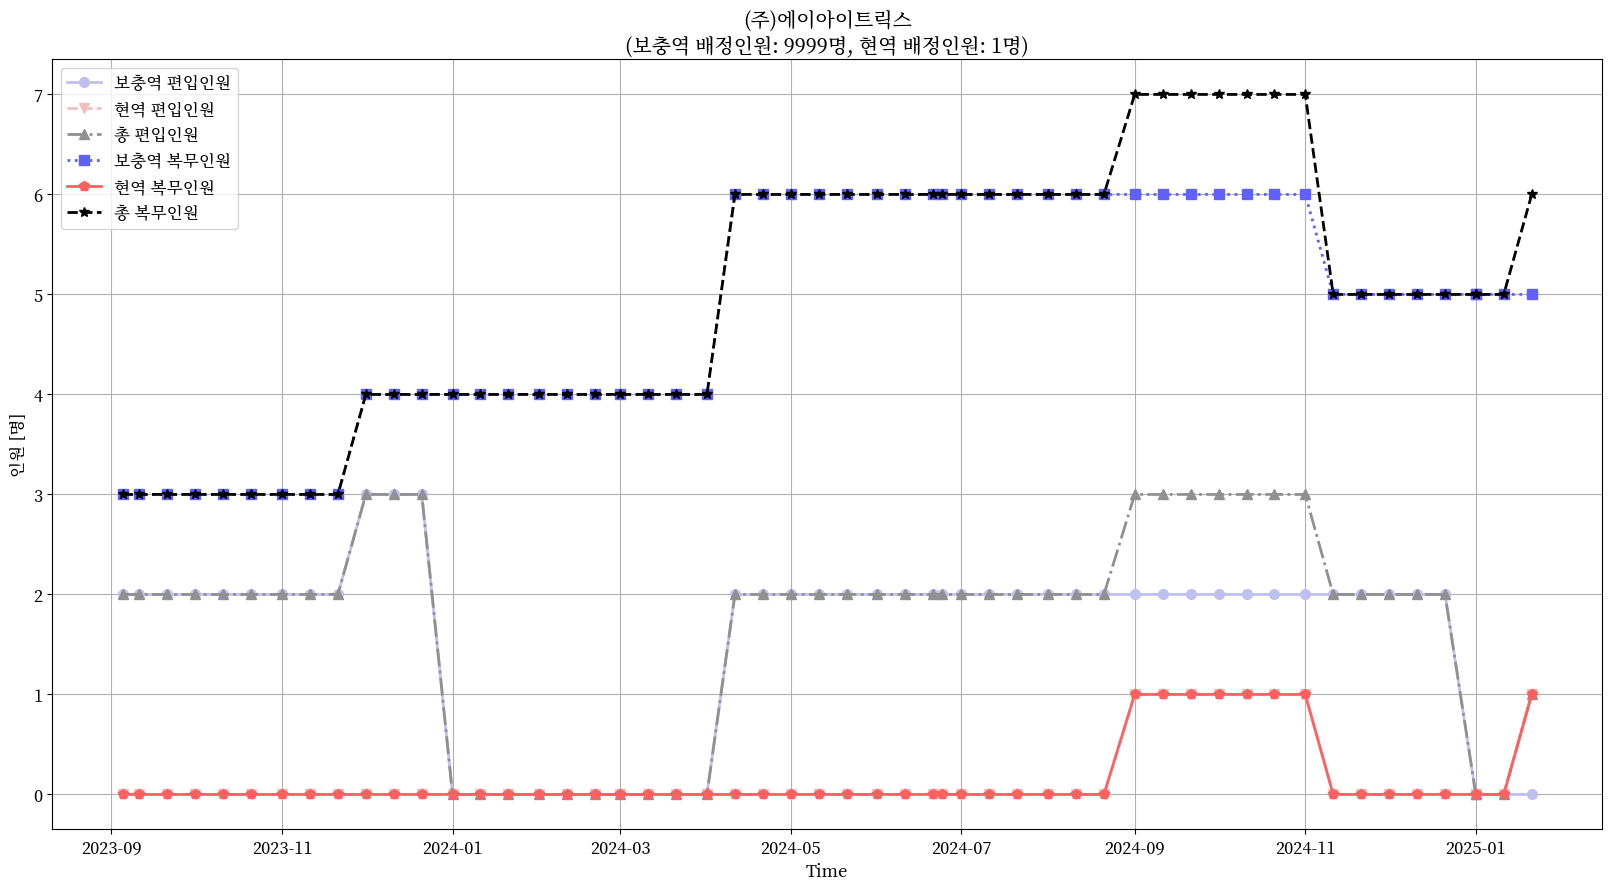 (주)에이아이트릭스
(보충역 배정인원: 9999명, 현역 배정인원: 1명)
보충역 편입인원
현역 편입인원
총 편입인원
보충역 복무인원
현역 복무인원
총 복무인원
인원 [명]
7
6
5
4
3
2
1
0
2023-09 2023-11 2024-01 2024-03 2024-05 2024-07 2024-09 2024-11 2025-01
Time